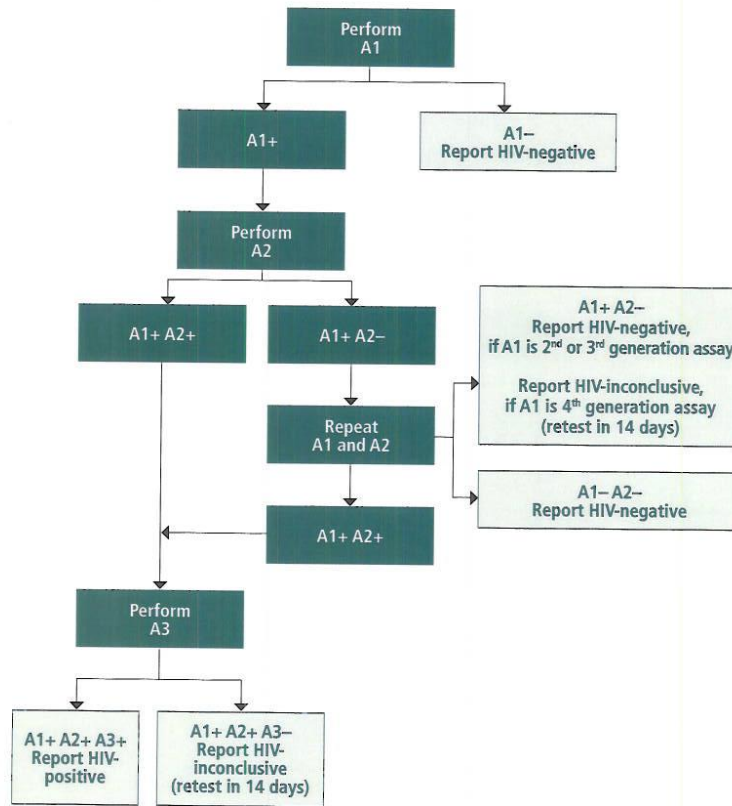 Perform
A1
A1+
A1–
Report HIV-negative
Perform
A2
A1+ A2+
A1+ A2–
A1+ A2–
Report HIV-negative,
if A1 is 2nd or 3rd generation assay
Report HIV-inconclusive,
if A1 is 4th generation assay
(retest in 14 days)
Repeat
A1 and A2
A1– A2–
Report HIV-negative
A1+ A2+
Perform
A3
A1+ A2+ A3+
Report HIV-
positive
A1+ A2+ A3–
Report HIV-
inconclusive
(retest in 14 days)